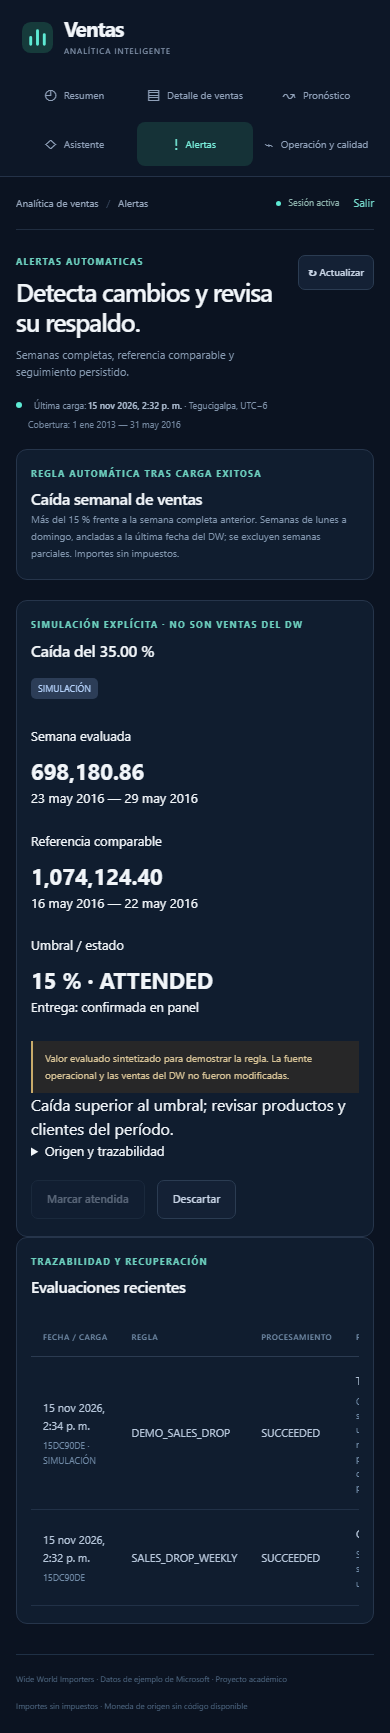 Ventas
ANALÍTICA INTELIGENTE
Resumen
Detalle de ventas
Pronóstico
Asistente
! Alertas
Operación y calidad
Analítica de ventas / Alertas
Sesión activa
Salir
ALERTAS AUTOMATICAS
↻ Actualizar
Detecta cambios y revisa
su respaldo.
Semanas completas, referencia comparable y
seguimiento persistido.
Última carga: 15 nov 2026, 2:32 p. m. · Tegucigalpa, UTC−6
Cobertura: 1 ene 2013 — 31 may 2016
REGLA AUTOMÁTICA TRAS CARGA EXITOSA
Caída semanal de ventas
Más del 15 % frente a la semana completa anterior. Semanas de lunes a
domingo, ancladas a la última fecha del DW; se excluyen semanas
parciales. Importes sin impuestos.
SIMULACIÓN EXPLÍCITA · NO SON VENTAS DEL DW
Caída del 35.00 %
SIMULACIÓN
Semana evaluada
698,180.86
23 may 2016 — 29 may 2016
Referencia comparable
1,074,124.40
16 may 2016 — 22 may 2016
Umbral / estado
15 % · ATTENDED
Entrega: confirmada en panel
Valor evaluado sintetizado para demostrar la regla. La fuente
operacional y las ventas del DW no fueron modificadas.
Caída superior al umbral; revisar productos y
clientes del período.
▶ Origen y trazabilidad
Marcar atendida
Descartar
TRAZABILIDAD Y RECUPERACIÓN
Evaluaciones recientes
FECHA / CARGA
REGLA
PROCESAMIENTO
15 nov 2026,
2:34 p. m.
15DC90DE ·
SIMULACIÓN
DEMO_SALES_DROP
SUCCEEDED
15 nov 2026,
2:32 p. m.
15DC90DE
SALES_DROP_WEEKLY
SUCCEEDED
Wide World Importers · Datos de ejemplo de Microsoft · Proyecto académico
Importes sin impuestos · Moneda de origen sin código disponible